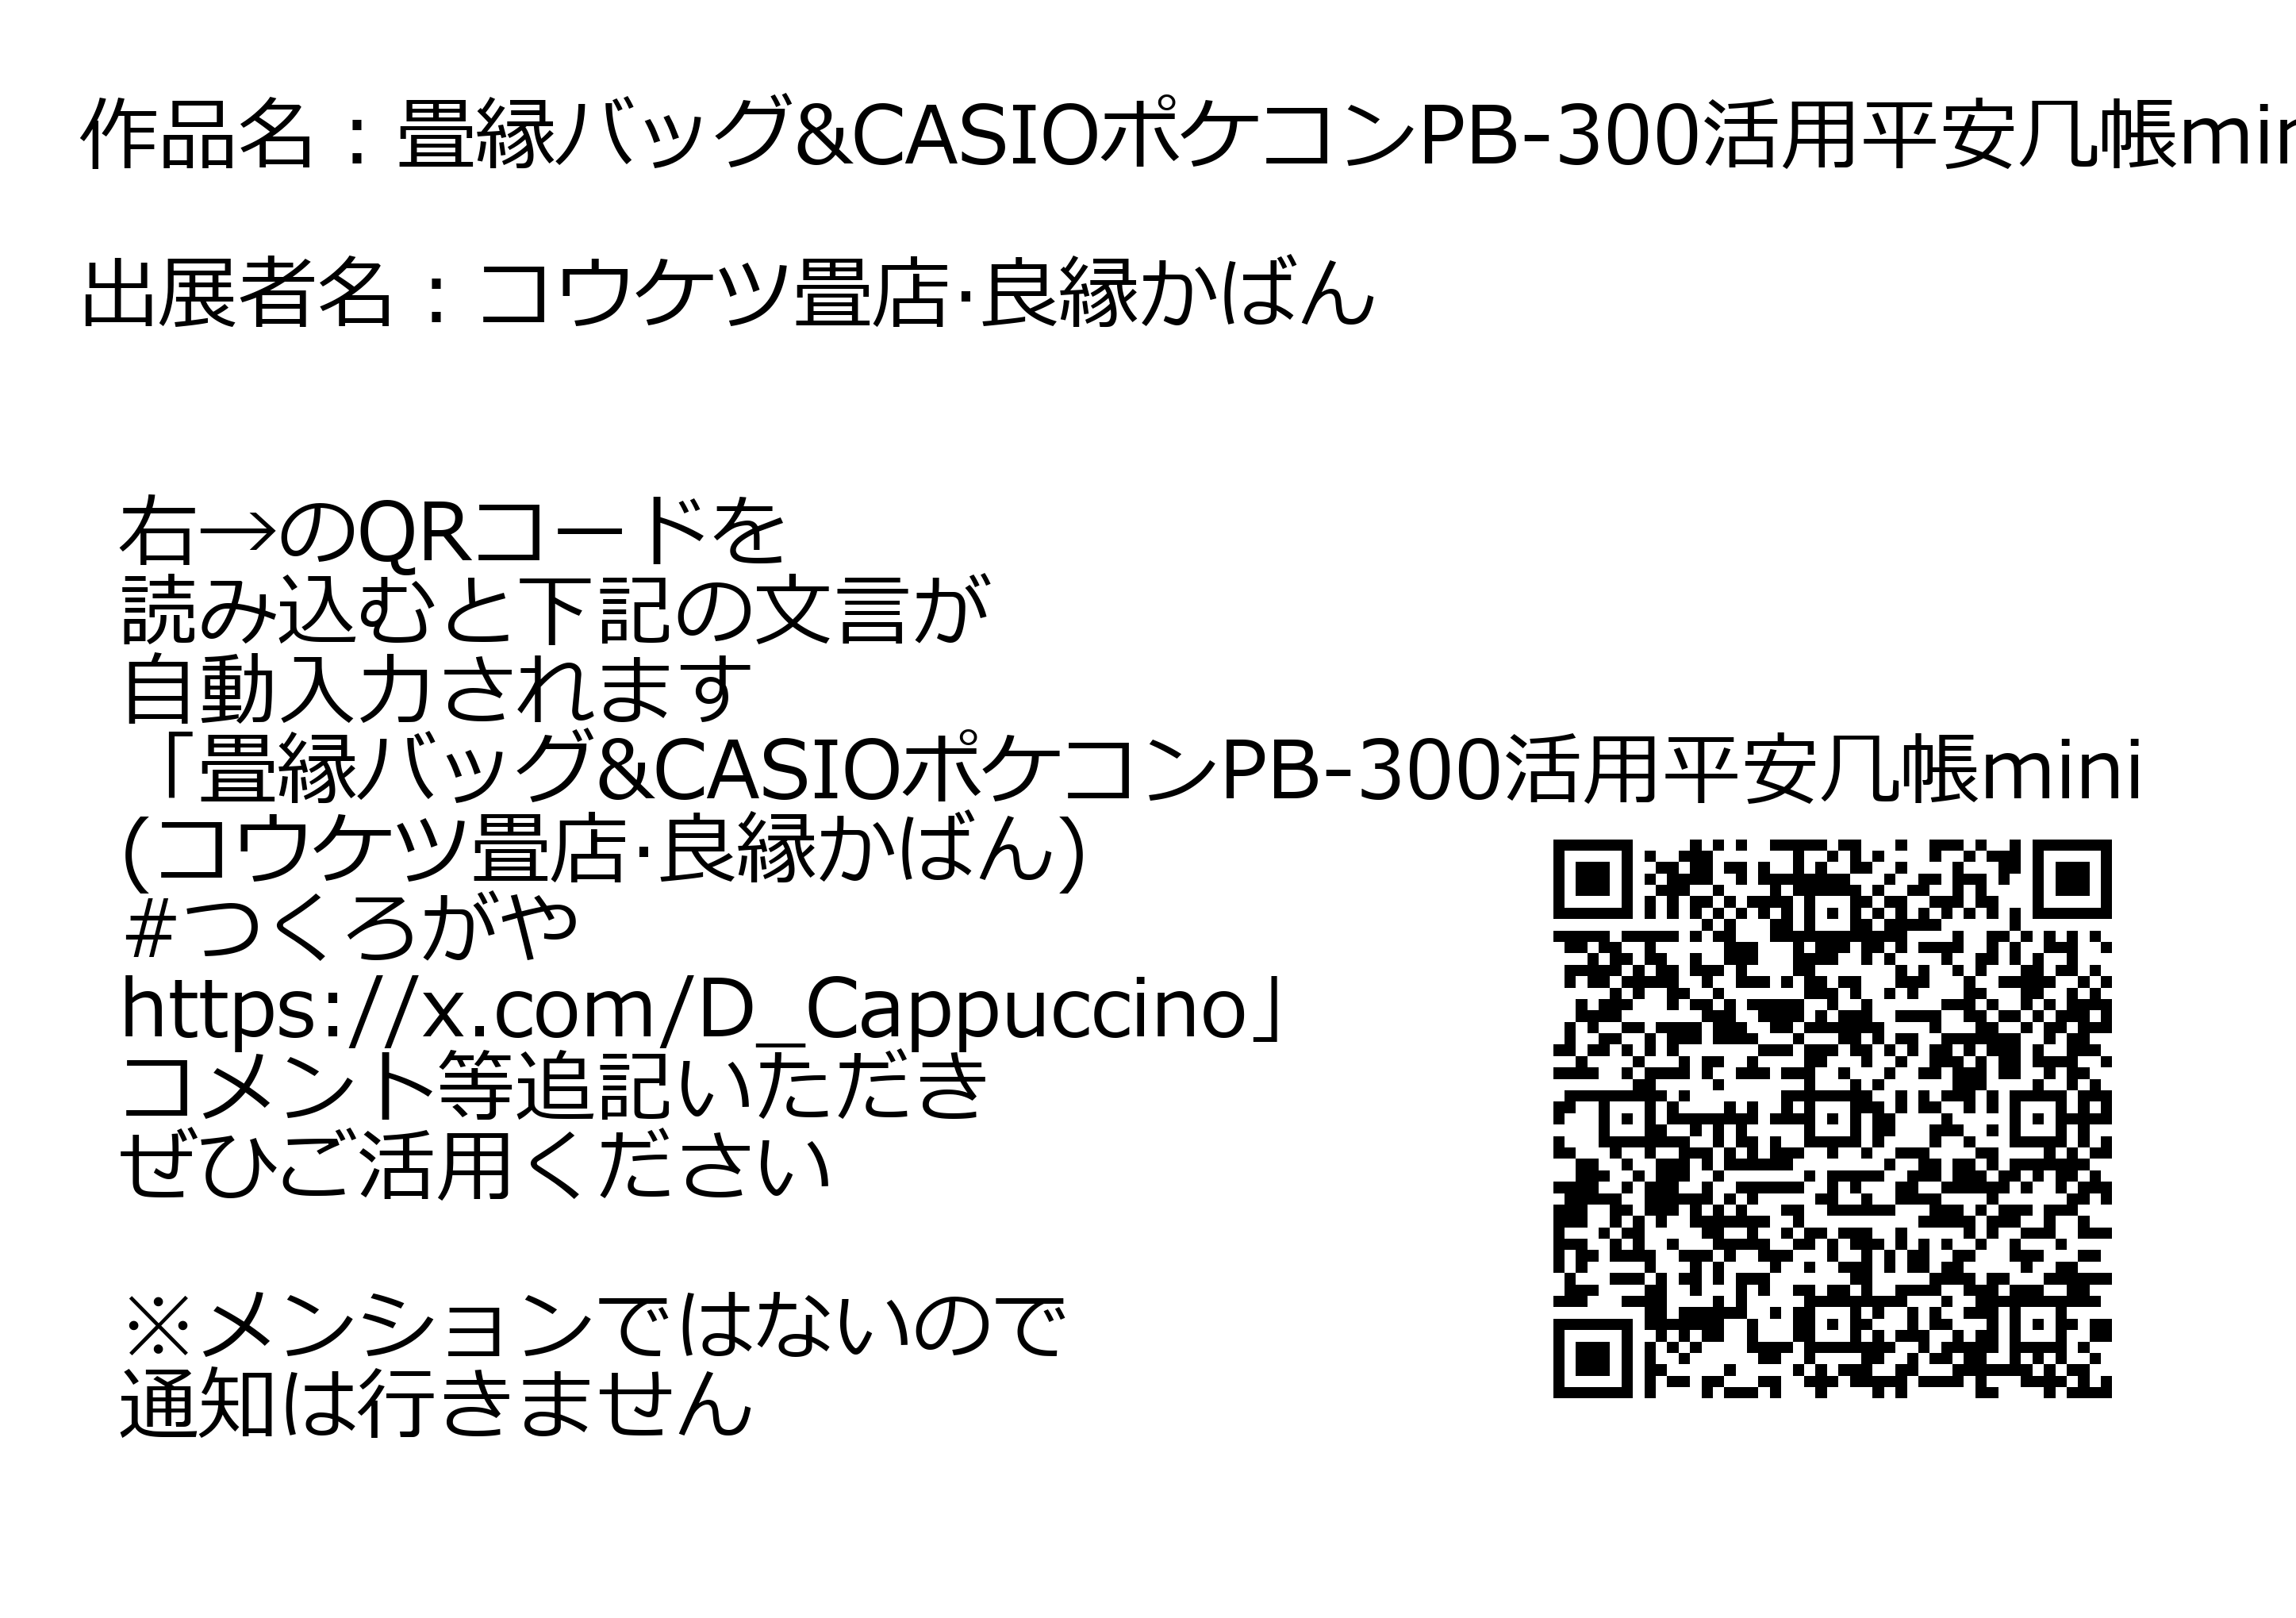 作品名：畳縁バッグ&CASIOポケコンPB-300活用平安几帳min
出展者名：コウケツ畳店·良縁かばん
右→のQRコードを
読み込むと下記の文言が
自動入力されます
「畳縁バッグ&CASIOポケコンPB-300活用平安几帳mini
(コウケツ畳店·良縁かばん)
#つくろがや
https://x.com/D_Cappuccino」
コメント等追記いただき
ぜひご活用ください
※メンションではないので
通知は行きません